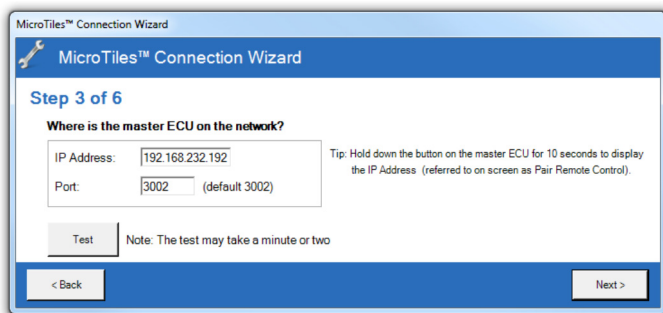 MicroTiles™ Connection Wizard
MicroTiles™ Connection Wizard
Step 3 of 6
Where is the master ECU on the network?
IP Address: 192.168.232.192
Port: 3002 (default 3002)
Tip: Hold down the button on the master ECU for 10 seconds to display
the IP Address (referred to on screen as Pair Remote Control).
Test Note: The test may take a minute or two
< Back Next >